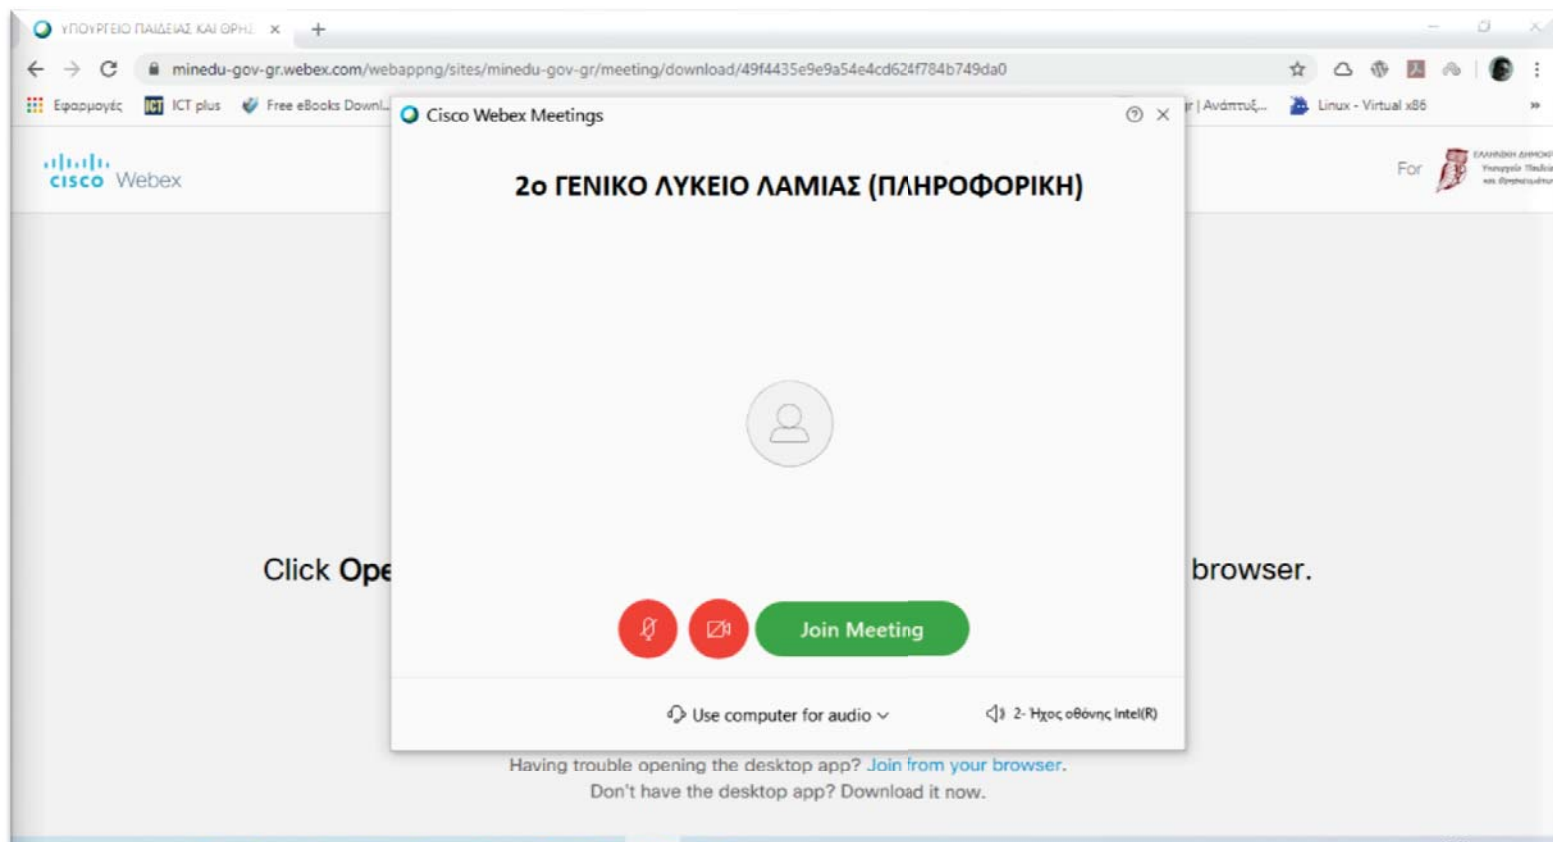 ΥΠΟΥΡΓΕΙΟ ΠΑΙΔΕΙΑΣ ΚΑΙ ΘΡΗΣ
minedu-gov-gr.webex.com/webappng/sites/minedu-gov-gr/meeting/download/49f4435e9e9a54e4cd624f784b749da0
Εφαρμογές ICT plus Free eBooks Downl... gr | Ανάπτυξ... Linux - Virtual x86 »
Cisco Webex Meetings
cisco Webex
For
2ο ΓΕΝΙΚΟ ΛΥΚΕΙΟ ΛΑΜΙΑΣ (ΠΛΗΡΟΦΟΡΙΚΗ)
Click Ope browser.
Join Meeting
Use computer for audio 2- Ήχος οθόνης Intel(R)
Having trouble opening the desktop app? Join from your browser.
Don't have the desktop app? Download it now.